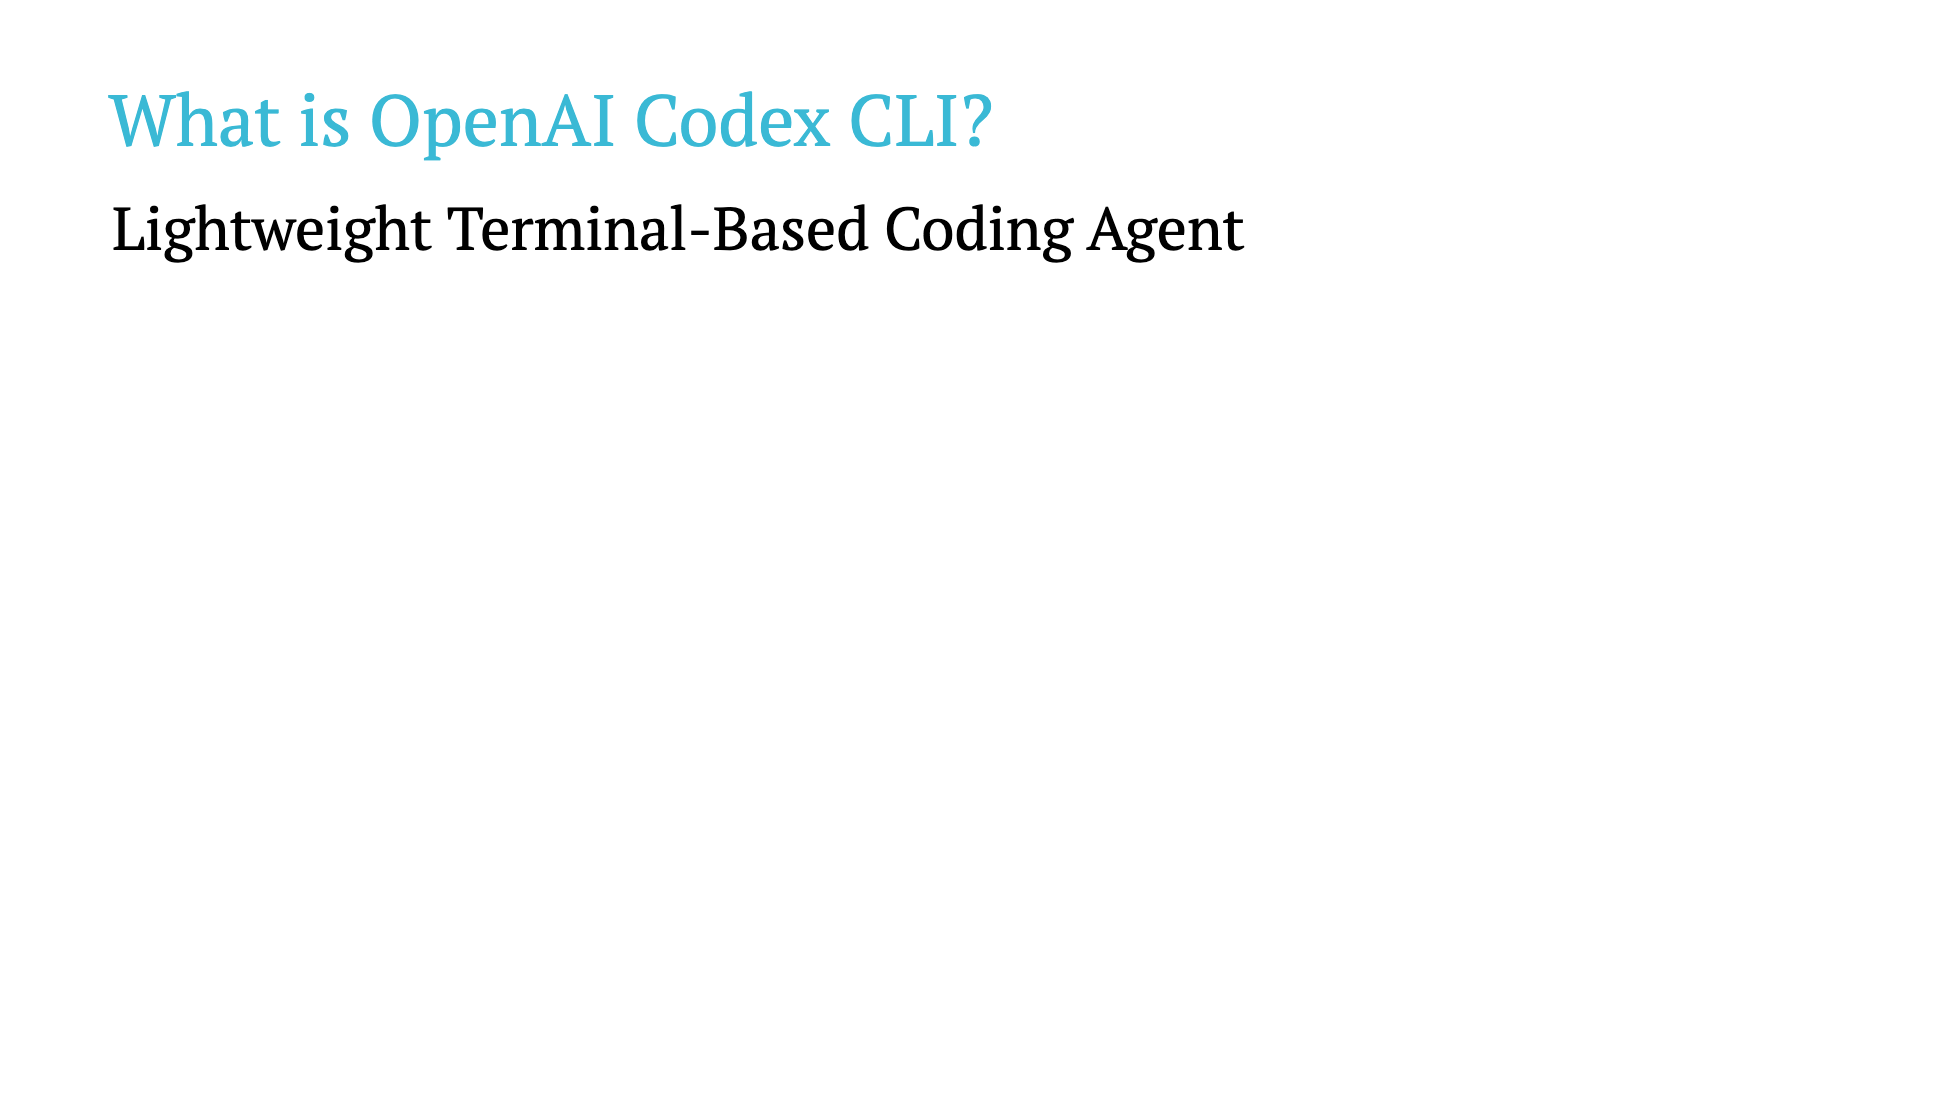 What is OpenAI Codex CLI?
Lightweight Terminal-Based Coding Agent